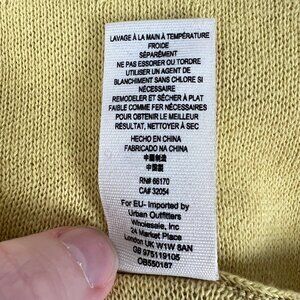 LAVAGE À LA MAIN À TEMPÉRATURE
FROIDE
SÉPARÉMENT
NE PAS ESSORER OU TORDRE
UTILISER UN AGENT DE
BLANCHIMENT SANS CHLORE SI
NÉCESSAIRE
REMODELER ET SÉCHER À PLAT
FAIBLE COMME FER NÉCESSAIRES
POUR OBTENIR LE MEILLEUR
RÉSULTAT, NETTOYER À SEC
HECHO EN CHINA
FABRICADO NA CHINA
中國制造
中國製
RN# 66170
CA# 32054
For EU- Imported by
Urban Outfitters
Wholesale, Inc
24 Market Place
London UK W1W 8AN
GB 975119105
OB550187